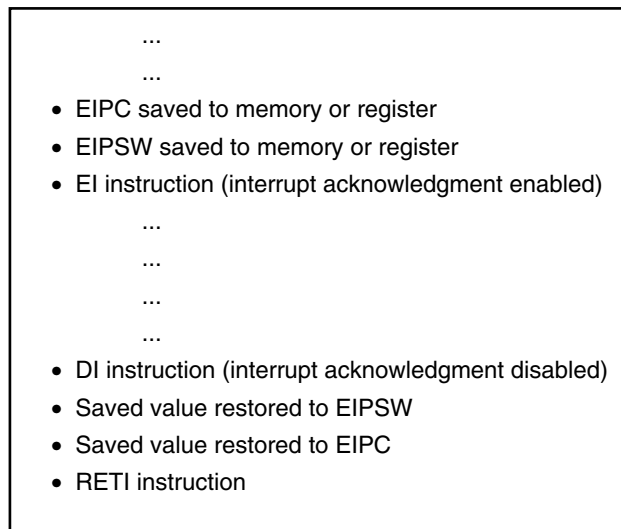 ...
...
• EIPC saved to memory or register
• EIPSW saved to memory or register
• EI instruction (interrupt acknowledgment enabled)
...
...
...
...
• DI instruction (interrupt acknowledgment disabled)
• Saved value restored to EIPSW
• Saved value restored to EIPC
• RETI instruction